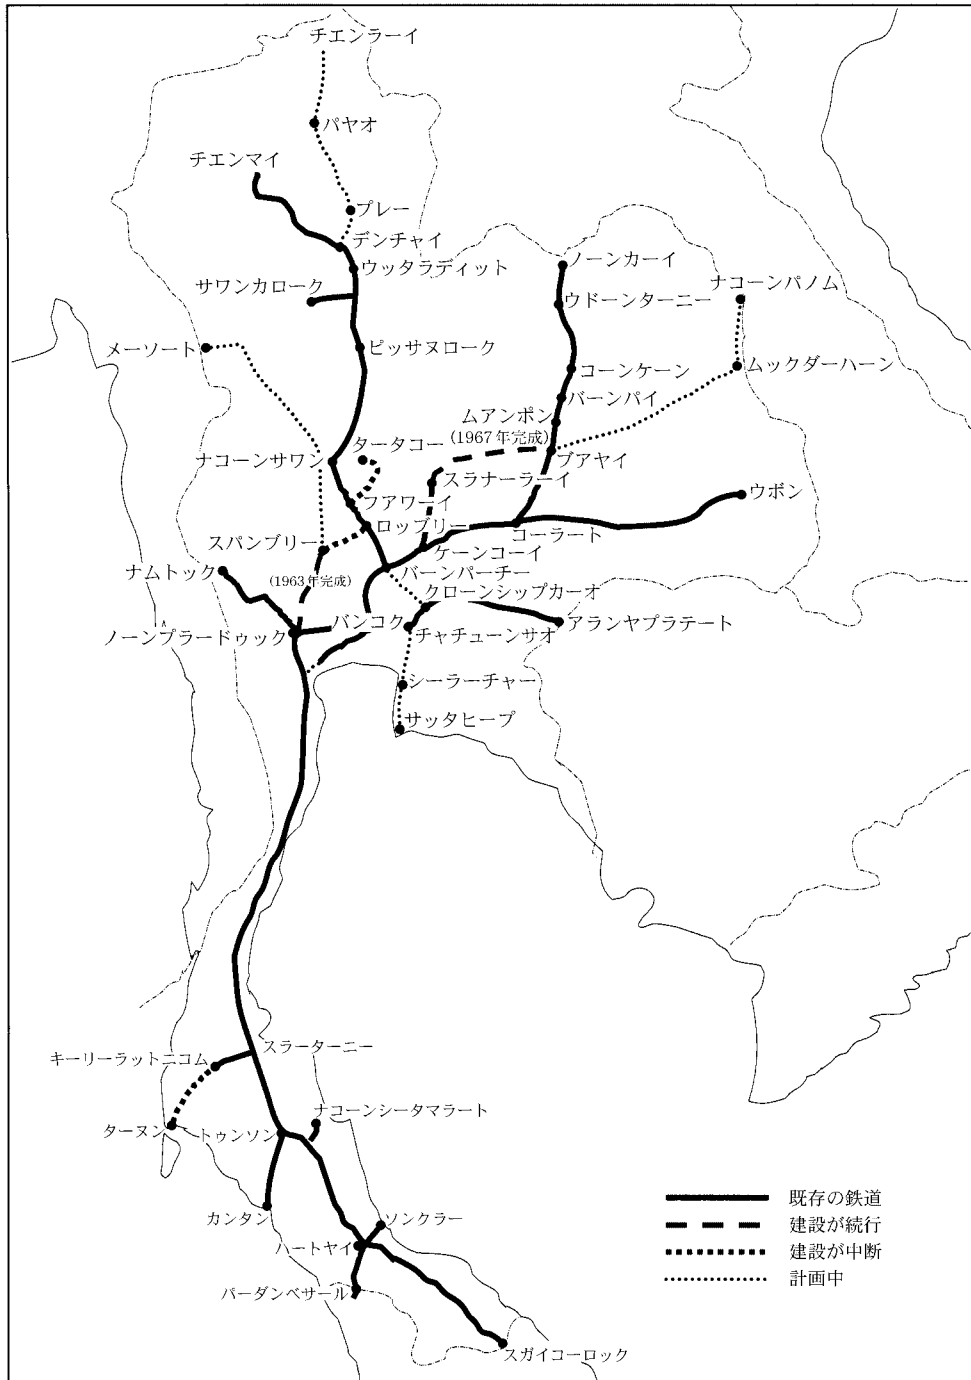 チエンラーイ
パヤオ
チエンマイ
プレー
デンチャイ
ウッタラディット
ノーンカーイ
サワンカローク
ウドーンターニー
ナコーンパノム
メーソート
ピッサヌローク
コーンケーン
ムックダーハーン
バーンパイ
ムアンポン
(1967年完成)
タータコー
ナコーンサワン
ブアヤイ
スラナーラーイ
ウボン
フアワーイ
ロッブリー
コーラート
スパンブリー
ケーンコーイ
バーンパーチー
ナムトック
(1963年完成)
クローンシップカーオ
バンコク
アランヤプラテート
ノーンプラードゥック
チャチューンサオ
シーラーチャー
サッタヒープ
スラーターニー
キーリーラットニコム
ナコーンシータマラート
ターヌン
トゥンソン
カンタン
ソンクラー
ハートヤイ
パーダンベサール
スガイコーロック
既存の鉄道
建設が続行
建設が中断
計画中